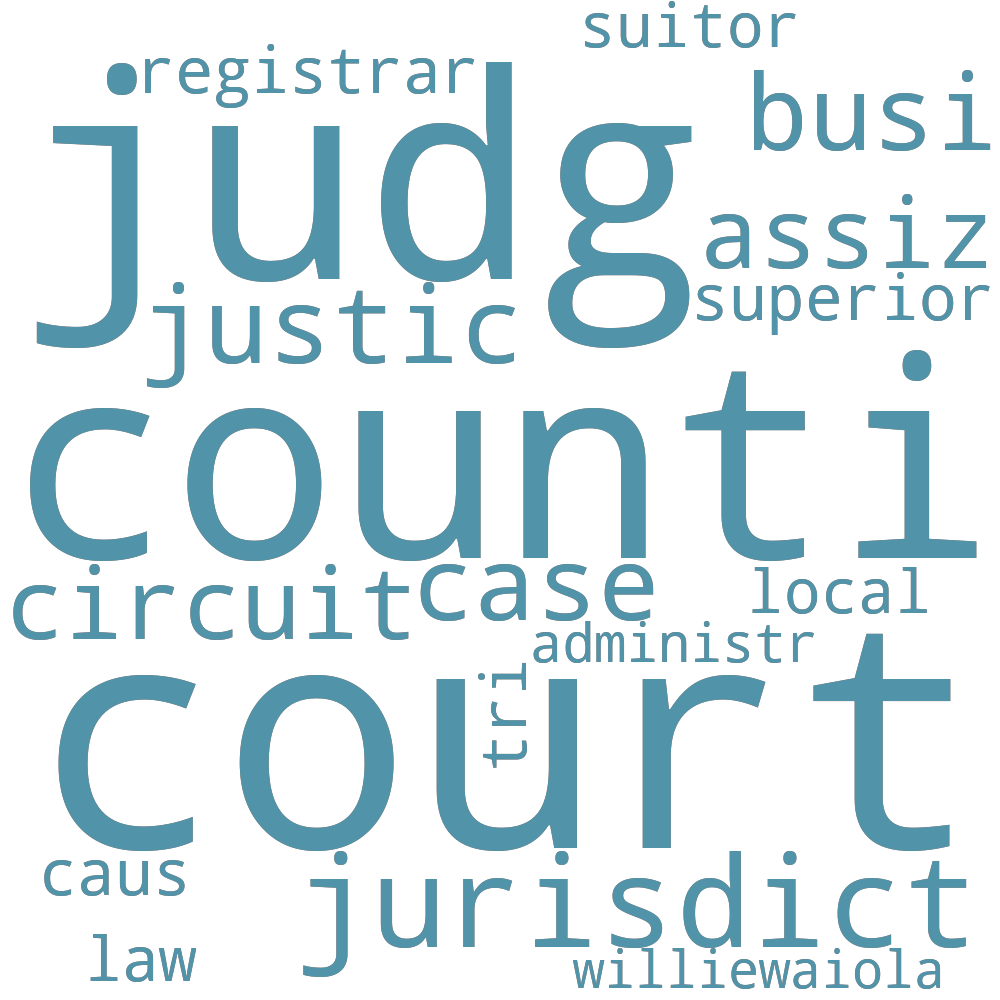 suitor
registrar
judg
busi
assiz
superior
justic
counti
circuit
case
local
administr
tri
court
caus
jurisdict
law
williewaiola